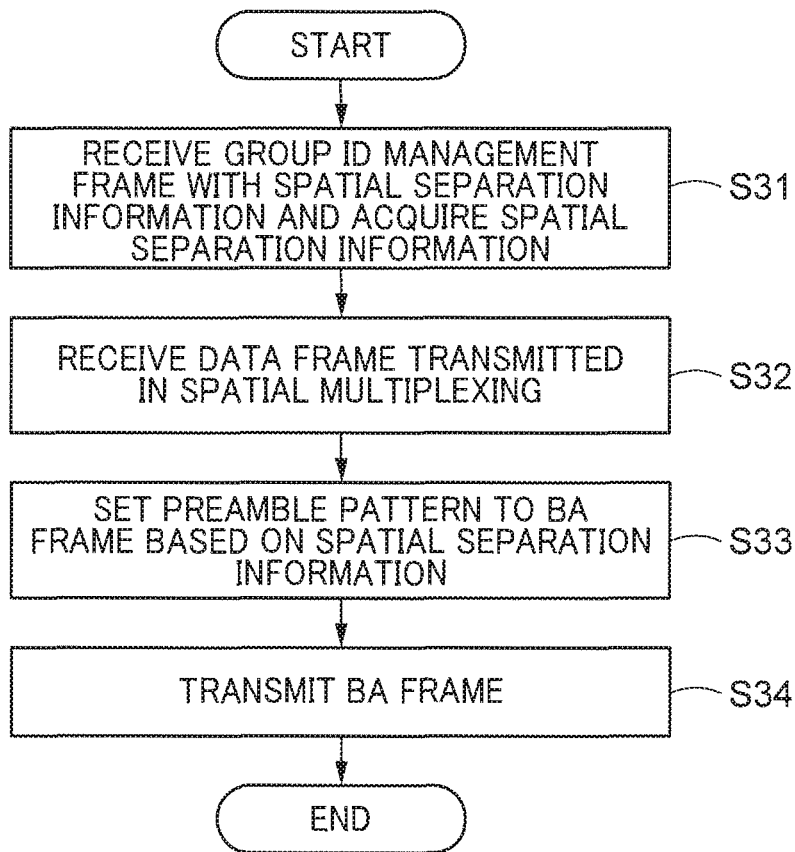 START
RECEIVE GROUP ID MANAGEMENT
FRAME WITH SPATIAL SEPARATION
INFORMATION AND ACQUIRE SPATIAL
SEPARATION INFORMATION
S31
RECEIVE DATA FRAME TRANSMITTED
IN SPATIAL MULTIPLEXING
S32
SET PREAMBLE PATTERN TO BA
FRAME BASED ON SPATIAL SEPARATION
INFORMATION
S33
TRANSMIT BA FRAME
S34
END